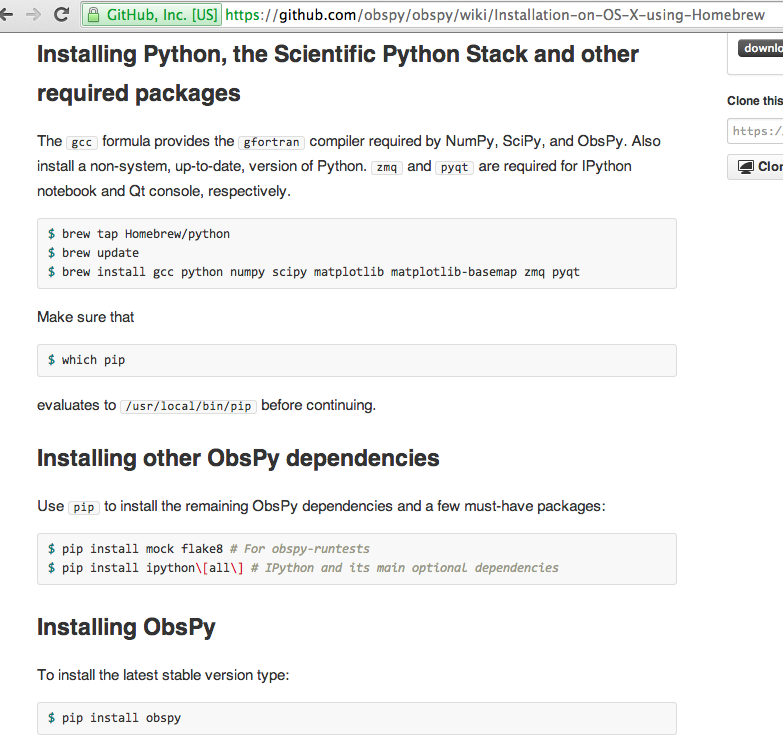 GitHub, Inc. [US] https://github.com/obspy/obspy/wiki/Installation-on-OS-X-using-Homebrew
Installing Python, the Scientific Python Stack and other
required packages
The gcc formula provides the gfortran compiler required by NumPy, SciPy, and ObsPy. Also
install a non-system, up-to-date, version of Python. zmq and pyqt are required for IPython
notebook and Qt console, respectively.
$ brew tap Homebrew/python
$ brew update
$ brew install gcc python numpy scipy matplotlib matplotlib-basemap zmq pyqt
Make sure that
$ which pip
evaluates to /usr/local/bin/pip before continuing.
Installing other ObsPy dependencies
Use pip to install the remaining ObsPy dependencies and a few must-have packages:
$ pip install mock flake8 # For obspy-runtests
$ pip install ipython\[all\] # IPython and its main optional dependencies
Installing ObsPy
To install the latest stable version type:
$ pip install obspy
downlo
Clone this
https:/
Clon